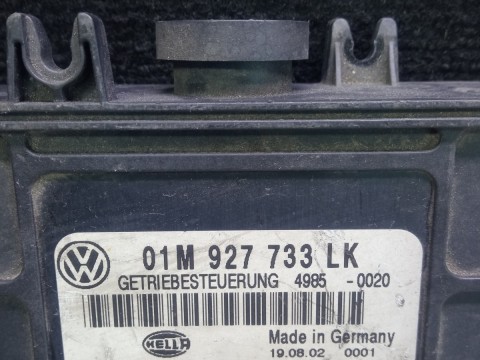 01M 927 733 LK
GETRIEBESTEUERUNG 4985 -0020
HELLA
Made in Germany
19.08.02 0001